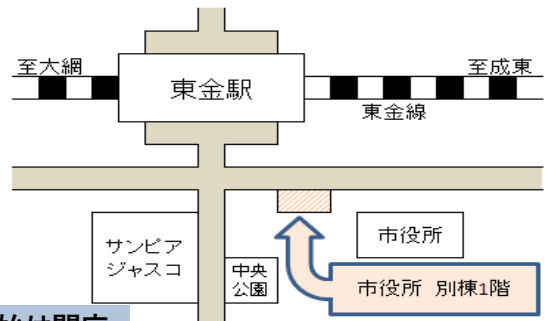 至大綱
至成東
東金駅
東金線
サンピア
ジャスコ
中央
公園
市役所
市役所 別棟1階